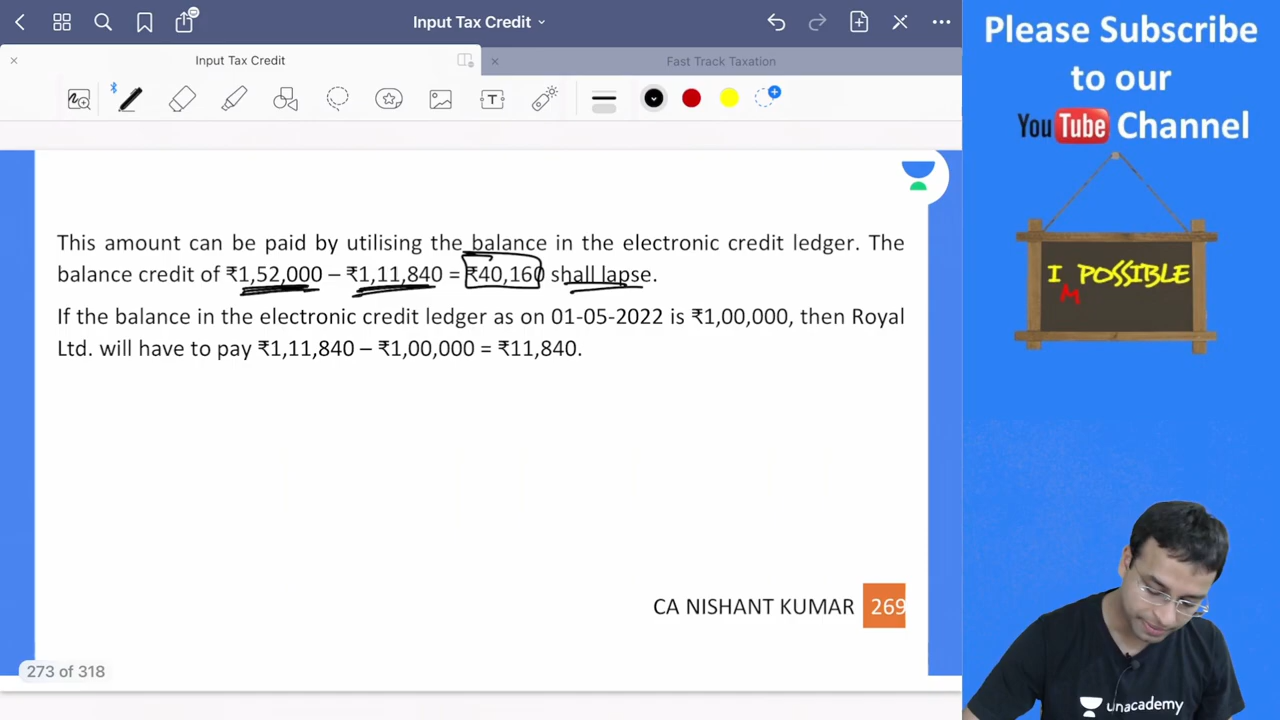 Input Tax Credit
Input Tax Credit
Fast Track Taxation
T
This amount can be paid by utilising the balance in the electronic credit ledger. The
balance credit of ₹1,52,000 – ₹1,11,840 = ₹40,160 shall lapse.
If the balance in the electronic credit ledger as on 01-05-2022 is ₹1,00,000, then Royal
Ltd. will have to pay ₹1,11,840 – ₹1,00,000 = ₹11,840.
CA NISHANT KUMAR 269
273 of 318
Please Subscribe
to our
YouTube Channel
I POSSIBLE
M
unacademy